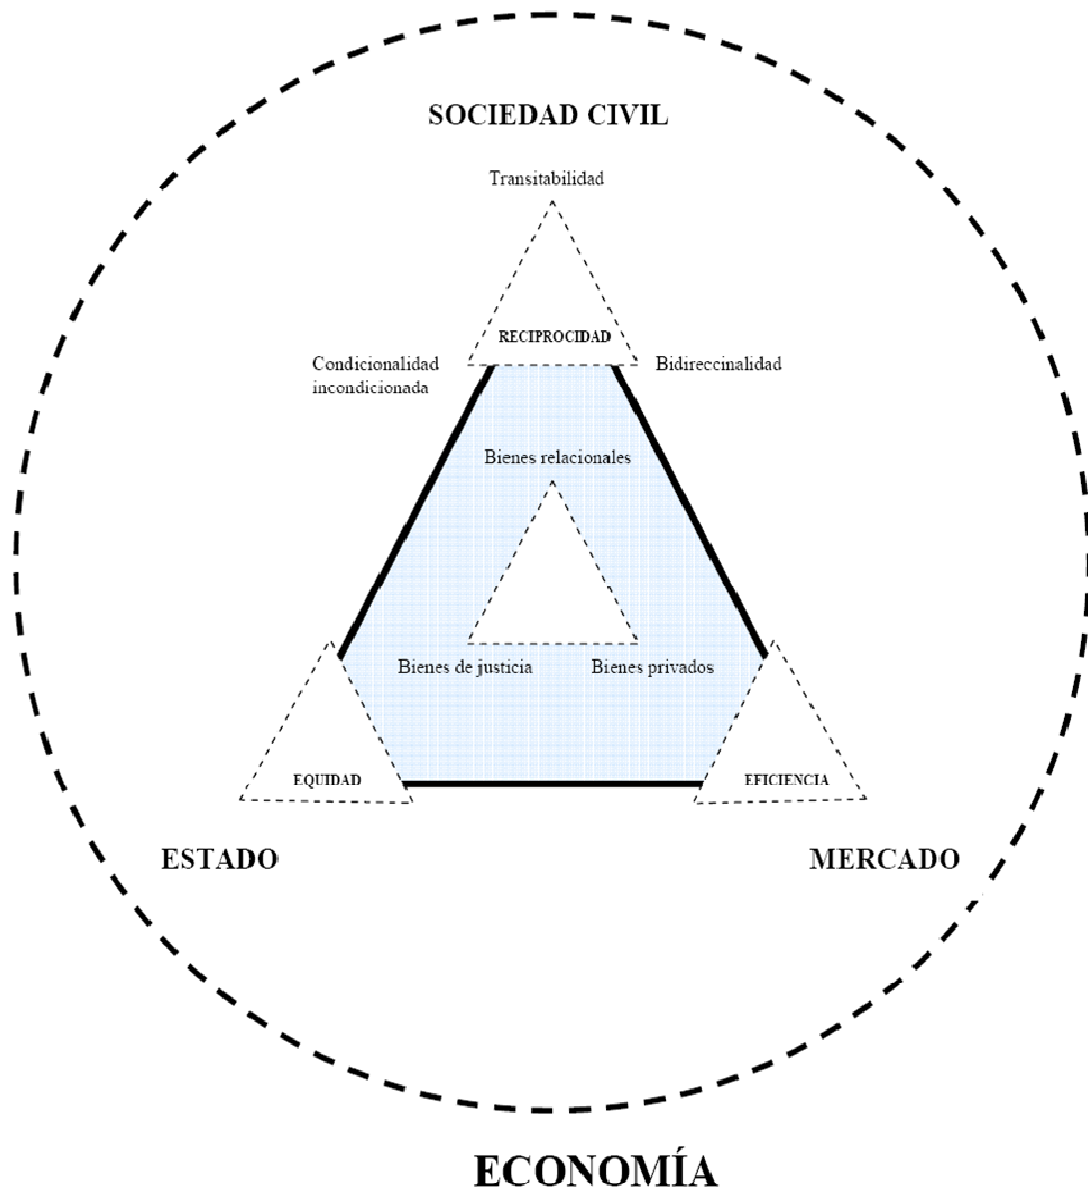 SOCIEDAD CIVIL
Transitabilidad
RECIPROCIDAD
Condicionalidad
incondicionada
Bidireccinalidad
Bienes relacionales
Bienes de justicia
Bienes privados
EQUIDAD
EFICIENCIA
ESTADO
MERCADO
ECONOMÍA